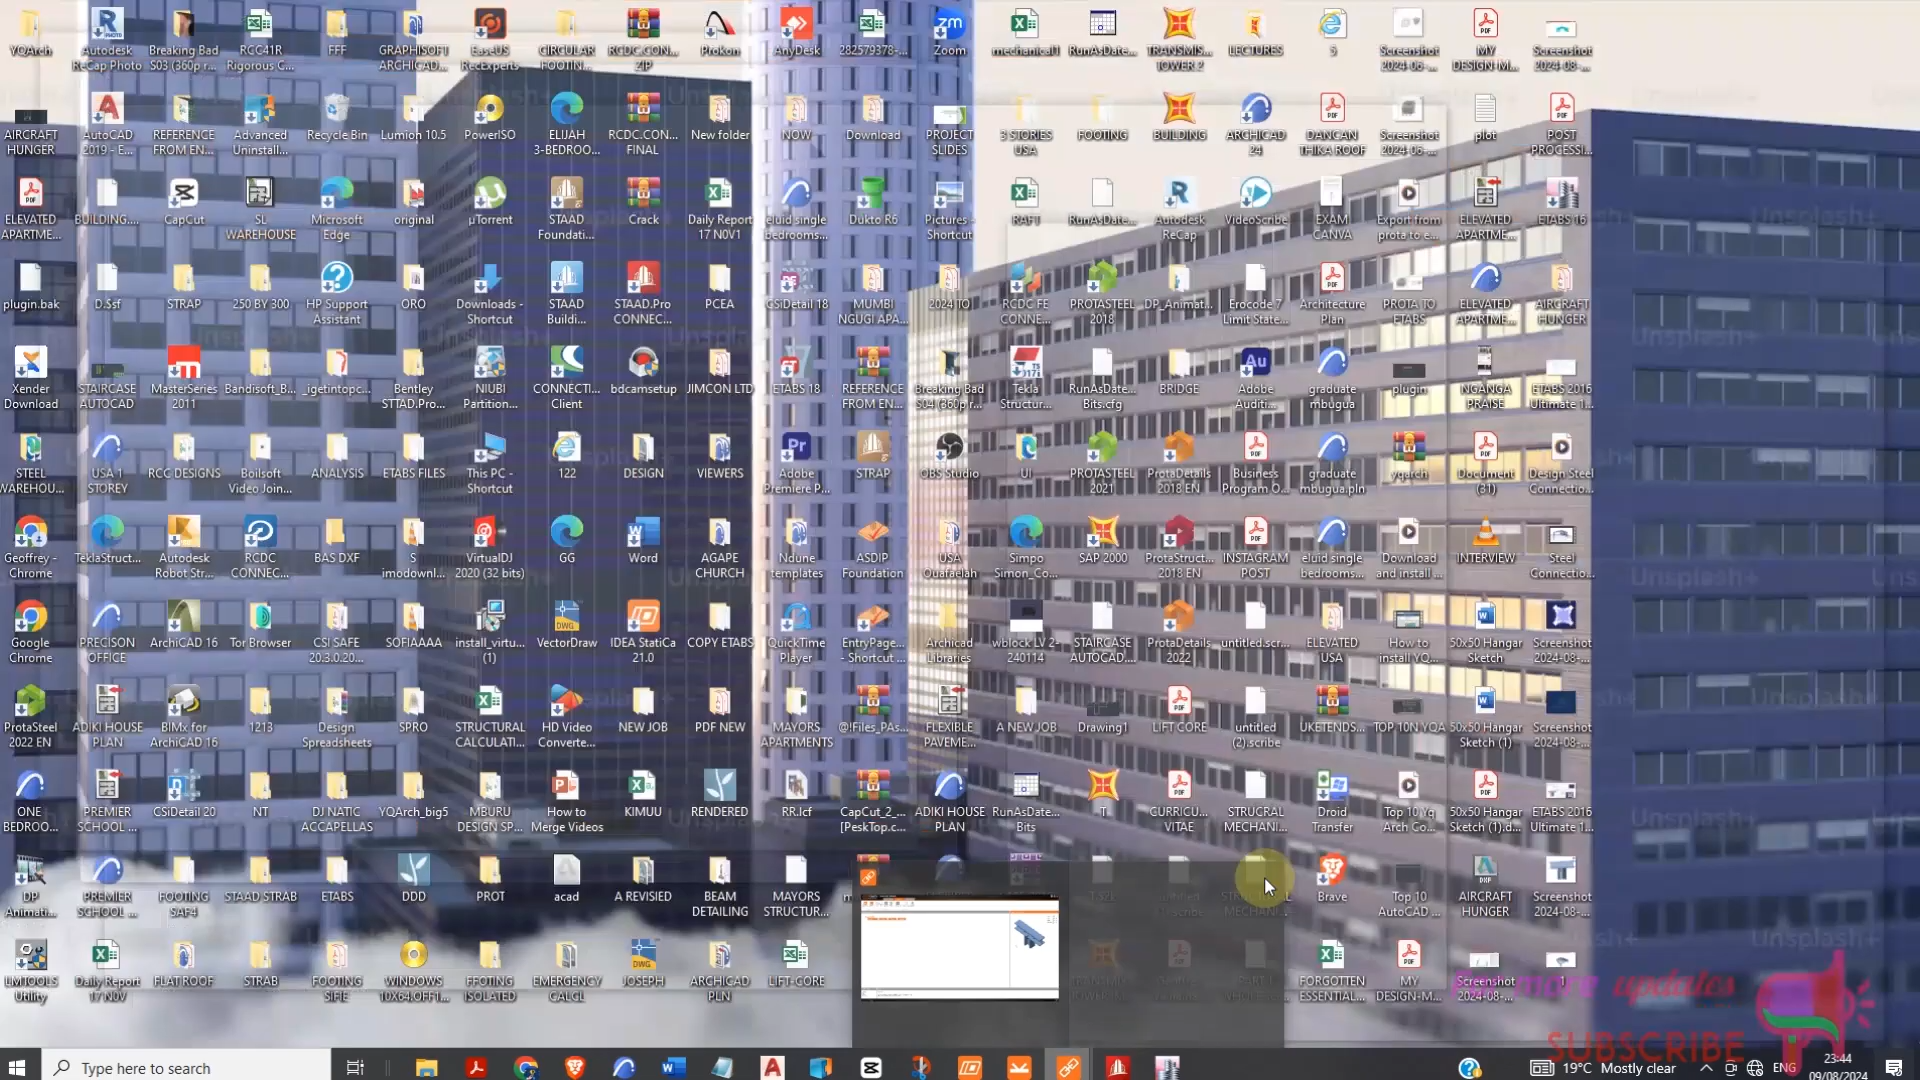 YQArch
Autodesk ReCap Photo
Breaking Bad S03 (360p r...
RCC41R Rigorous C...
FFF
GRAPHISOFT ARCHICAD...
EaseUS RecExperts
CIRCULAR FOOTIN...
RCDC.CON... ZIP
Prokon
AnyDesk
282579378-...
Zoom
mechanical1
RunAsDate...
TRANSMIS... TOWER 2
LECTURES
5
Screenshot 2024-06-...
MY DESIGN-M...
Screenshot 2024-08-...
AIRCRAFT HUNGER
AutoCAD 2019 - E...
REFERENCE FROM EN...
Advanced Uninstall...
Recycle Bin
Lumion 10.5
PowerISO
ELIJAH 3-BEDROO...
RCDC.CON... FINAL
New folder
NOW
Download
PROJECT SLIDES
3 STORIES USA
FOOTING
BUILDING
ARCHICAD 24
DANCAN THIKA ROOF
Screenshot 2024-06-...
plot
POST PROCESSI...
ELEVATED APARTME...
BUILDING....
CapCut
SL WAREHOUSE
Microsoft Edge
original
µTorrent
STAAD Foundati...
Crack
Daily Report 17 N0V1
eluid single bedrooms...
Dukto R6
Pictures - Shortcut
RAFT
RunAsDate...
Autodesk ReCap
VideoScribe
EXAM CANVA
Export from prota to e...
ELEVATED APARTME...
ETABS 16
plugin.bak
D.$sf
STRAP
250 BY 300
HP Support Assistant
ORO
Downloads - Shortcut
STAAD Buildi...
STAAD.Pro CONNEC...
PCEA
CSiDetail 18
MUMBI NGUGI APA...
2024 TO
RCDC FE CONNE...
PROTASTEEL 2018
DP_Animat...
Erocode 7 Limit State...
Architecture Plan
PROTA TO ETABS
ELEVATED APARTME...
AIRCRAFT HUNGER
Xender Download
STAIRCASE AUTOCAD
MasterSeries 2011
Bandisoft_B...
_igetintopc...
Bentley STTAD.Pro...
NIUBI Partition...
CONNECTI... Client
bdcamsetup
JIMCON LTD
ETABS 18
REFERENCE FROM EN...
Breaking Bad S04 (360p r...
Tekla Structur...
RunAsDate... Bits.cfg
BRIDGE
Adobe Auditi...
graduate mbugua
plugin
NGANGA PRAISE
ETABS 2016 Ultimate 1...
STEEL WAREHOU...
USA 1 STOREY
RCC DESIGNS
Boilsoft Video Join...
ANALYSIS
ETABS FILES
This PC - Shortcut
122
DESIGN
VIEWERS
Adobe Premiere P...
STRAP
OBS Studio
UI
PROTASTEEL 2021
ProtaDetails 2018 EN
Business Program O...
graduate mbugua.pln
yqarch
Document (31)
Design Steel Connectio...
Geoffrey - Chrome
TeklaStruct...
Autodesk Robot Str...
RCDC CONNEC...
BAS DXF
S imodownl...
VirtualDJ 2020 (32 bits)
GG
Word
AGAPE CHURCH
Ndune templates
ASDIP Foundation
USA Ouafaelah
Simpo Simon_Co...
SAP 2000
ProtaStruct... 2018 EN
INSTAGRAM POST
eluid single bedrooms...
Download and install ...
INTERVIEW
Steel Connectio...
Google Chrome
PRECISON OFFICE
ArchiCAD 16
Tor Browser
CSI SAFE 20.3.0.20...
SOFIAAAA
install_virtu... (1)
VectorDraw
IDEA StatiCa 21.0
COPY ETABS
QuickTime Player
EntryPage... - Shortcut ...
Archicad Libraries
wblock LV 2-240114
STAIRCASE AUTOCAD....
ProtaDetails 2022
untitled.scr...
ELEVATED USA
How to install YQ...
50x50 Hangar Sketch
Screenshot 2024-08-...
ProtaSteel 2022 EN
ADIKI HOUSE PLAN
BIMx for ArchiCAD 16
1213
Design Spreadsheets
SPRO
STRUCTURAL CALCULATI...
HD Video Converte...
NEW JOB
PDF NEW
MAYORS APARTMENTS
@!Files_PAs...
FLEXIBLE PAVEME...
A NEW JOB
Drawing1
LIFT CORE
untitled (2).scribe
UKETENDS...
TOP 10N YQA
50x50 Hangar Sketch (1)
Screenshot 2024-08-...
ONE BEDROO...
PREMIER SCHOOL ...
CSiDetail 20
NT
DJ NATIC ACCAPELLAS
YQArch_big5
MBURU DESIGN SP...
How to Merge Videos
KIMUU
RENDERED
RR.lcf
CapCut_2_... [PeskTop.c...
ADIKI HOUSE PLAN
RunAsDate... Bits
T
CURRICU... VITAE
STRUCRAL MECHANI...
Droid Transfer
Top 10 Yq Arch Co...
50x50 Hangar Sketch (1).d...
ETABS 2016 Ultimate 1...
DP Animati...
PREMIER SCHOOL ...
FOOTING SAF4
STAAD STRAB
ETABS
DDD
PROT
acad
A REVISED
BEAM DETAILING
MAYORS STRUCTUR...
Brave
Top 10 AutoCAD ...
AIRCRAFT HUNGER
Screenshot 2024-08-...
LMTOOLS Utility
Daily Report 17 NOV
FLAT ROOF
STRAB
FOOTING SIFIE
WINDOWS 10X64.OFF1...
FFOTING ISOLATED
EMERGENCY CALCL
JOSEPH
ARCHICAD PLN
LIFT-CORE
FORGOTTEN ESSENTIAL...
MY DESIGN-M...
Screenshot 2024-08-...
1
For more updates
SUBSCRIBE
Type here to search
19°C Mostly clear
ENG
23:44
09/08/2024